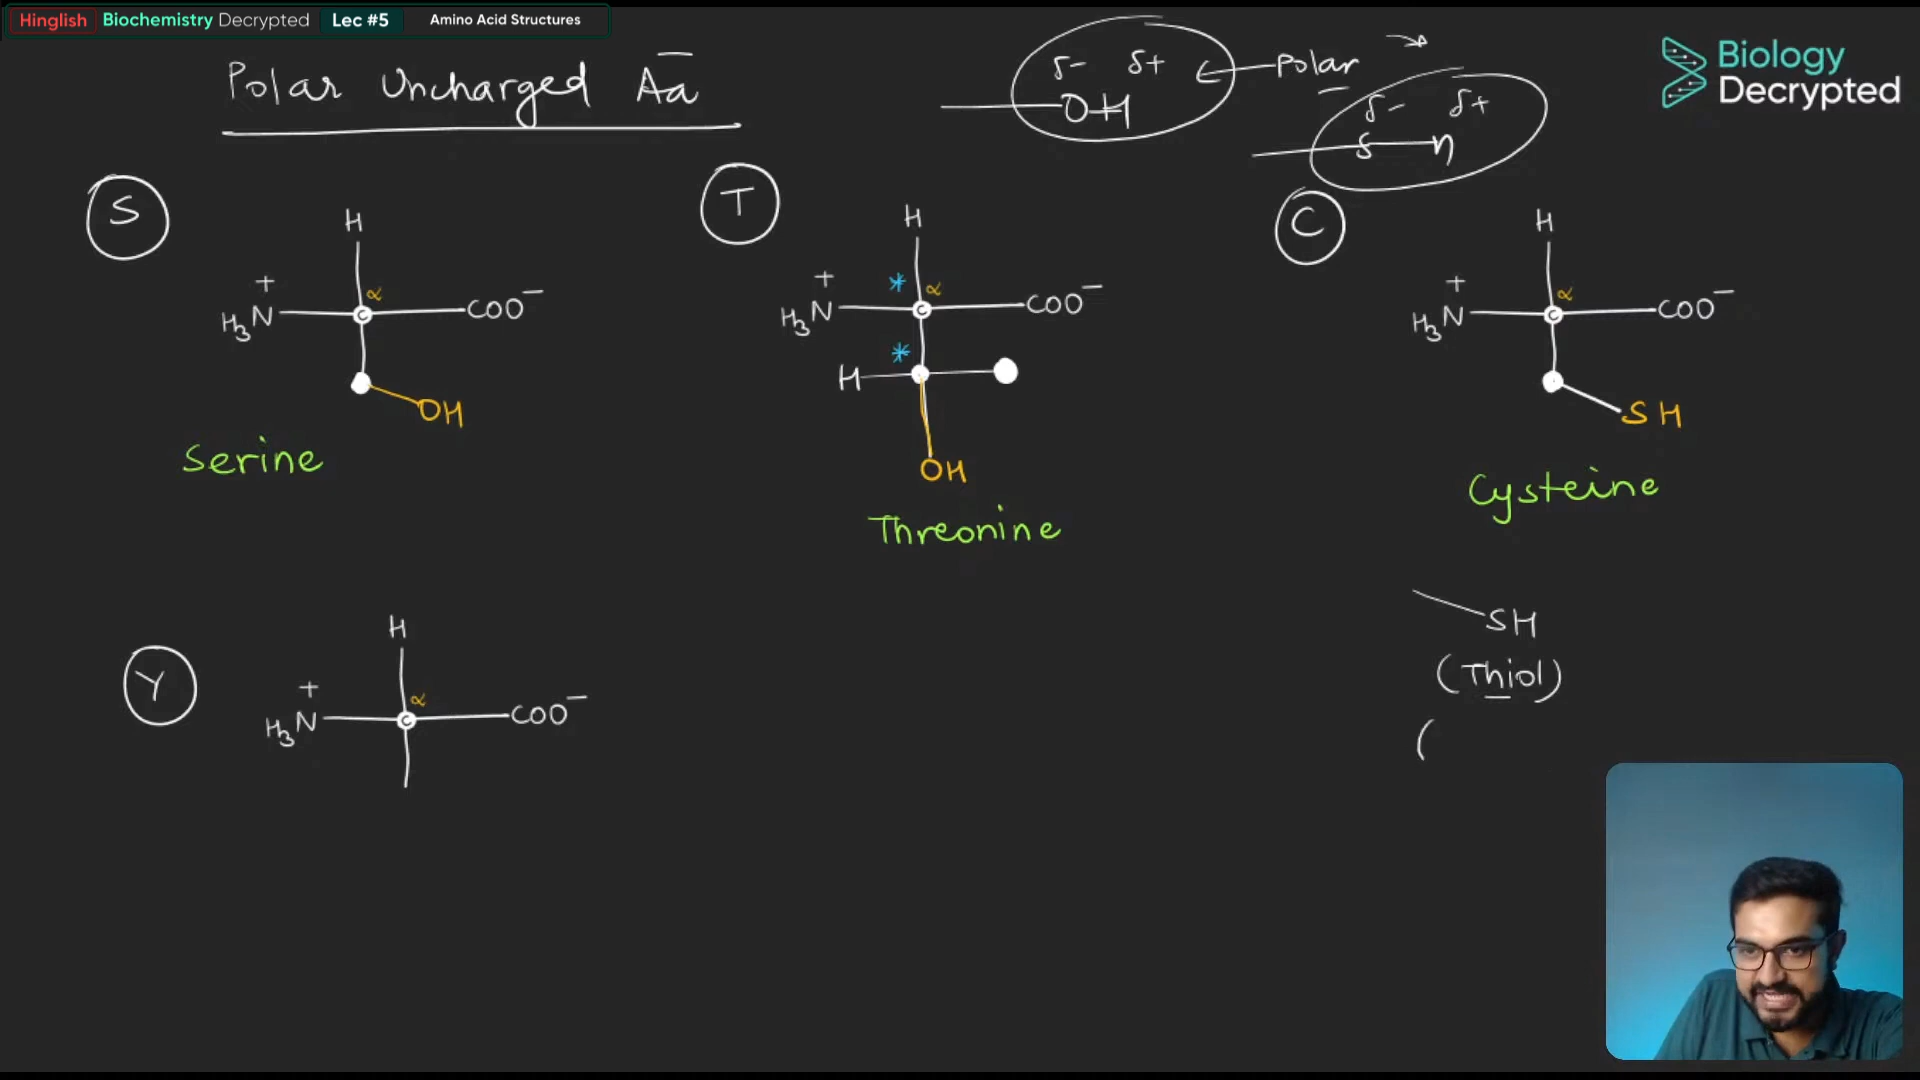 Hinglish Biochemistry Decrypted Lec #5 Amino Acid Structures
Biology
Decrypted
Polar Uncharged Aa
δ- δ+ Polar
OH
δ- δ+
S H
S
H
+
H3N C α COO-
OH
Serine
T
H
+
H3N * C α COO-
*
H
OH
Threonine
C
H
+
H3N C α COO-
SH
Cysteine
SH
(Thiol)
(
Y
H
+
H3N C α COO-